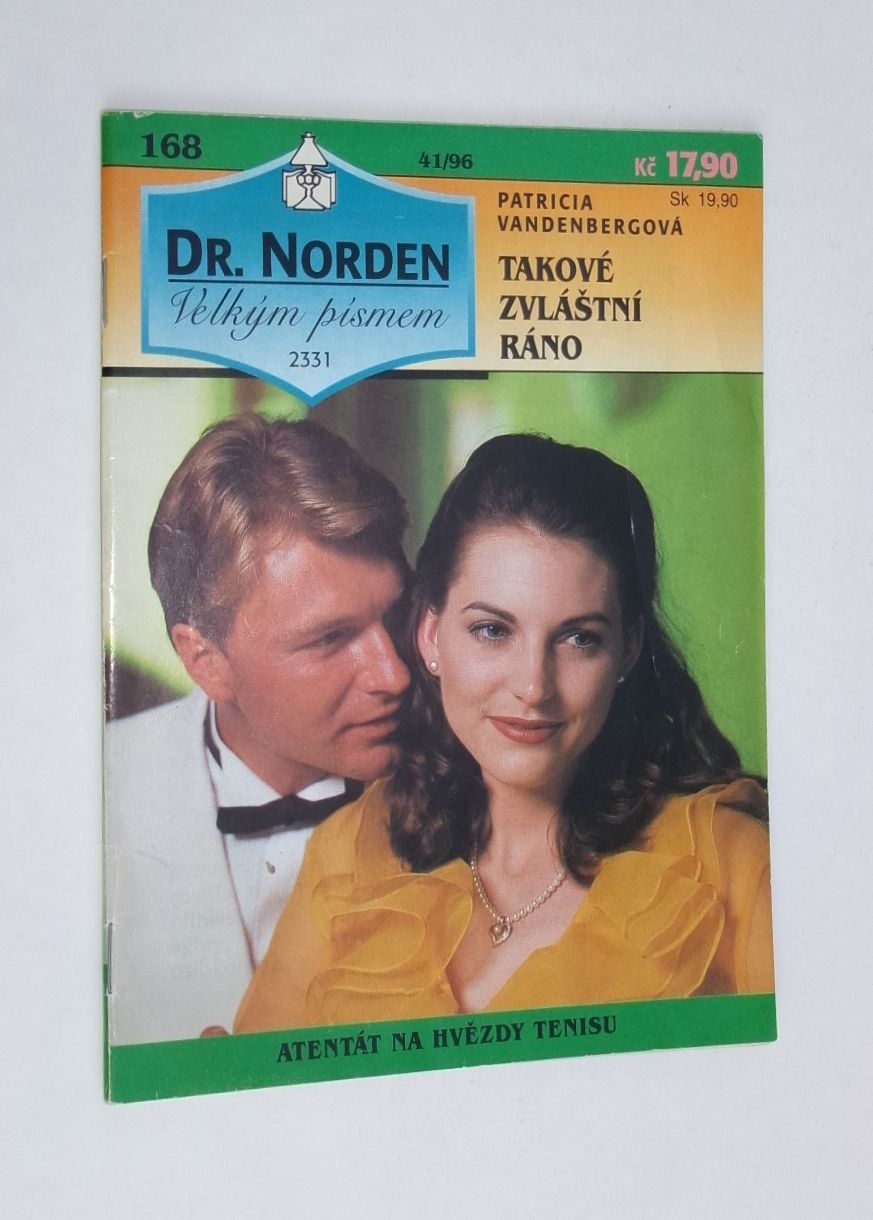 168
41/96
Kč 17,90
Sk 19,90
DR. NORDEN
Velkým písmem
2331
PATRICIA
VANDENBERGOVÁ
TAKOVÉ
ZVLÁŠTNÍ
RÁNO
ATENTÁT NA HVĚZDY TENISU